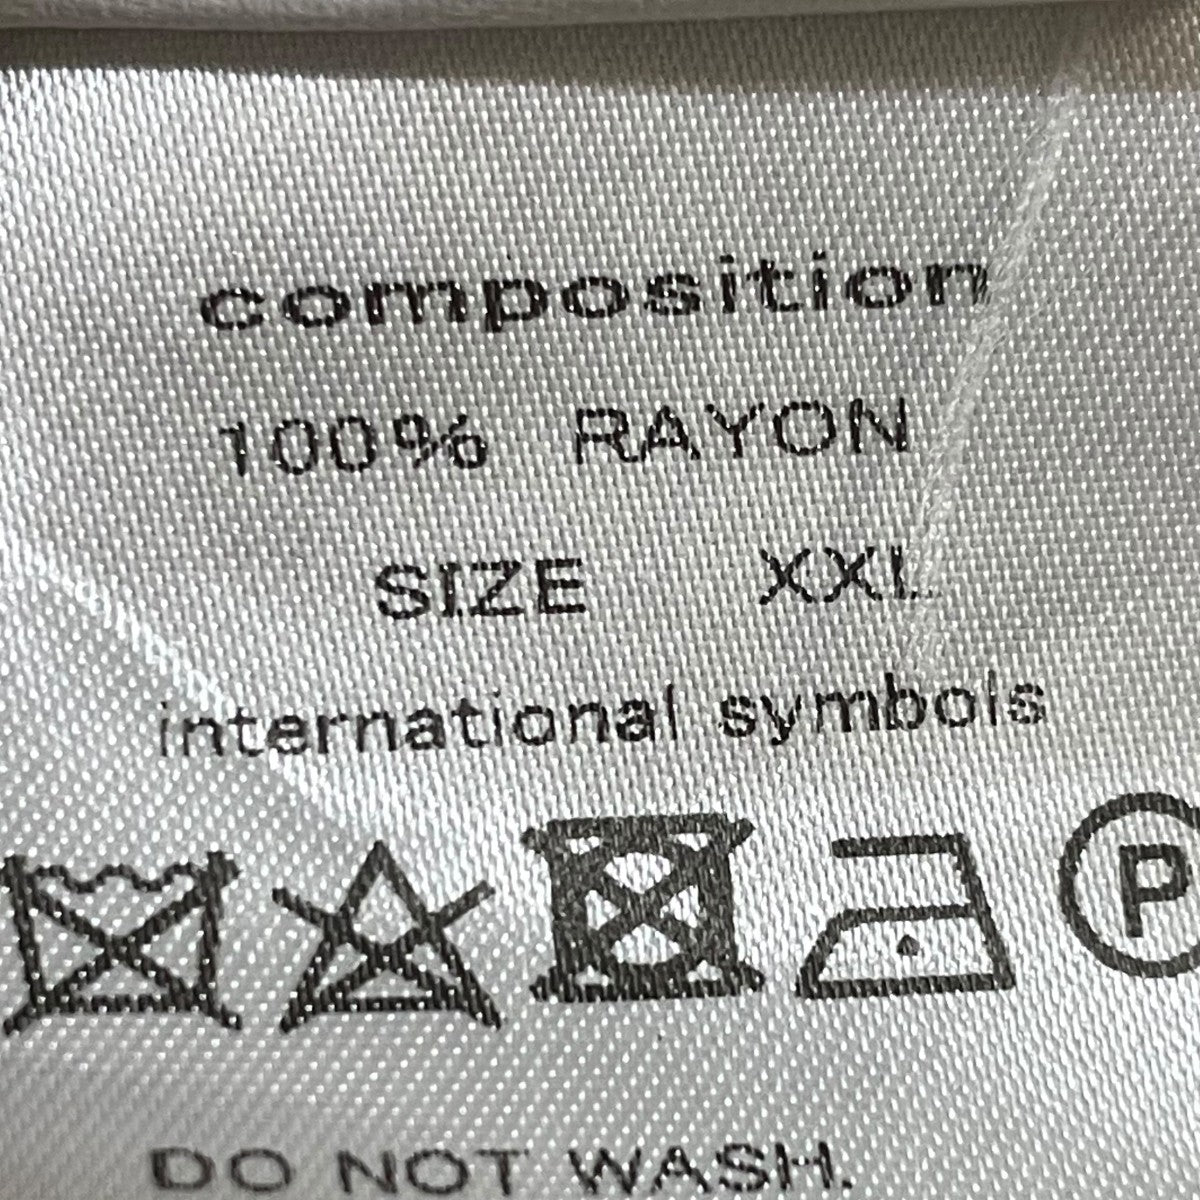 composition
100% RAYON
SIZE XXL
international symbols
P
DO NOT WASH.